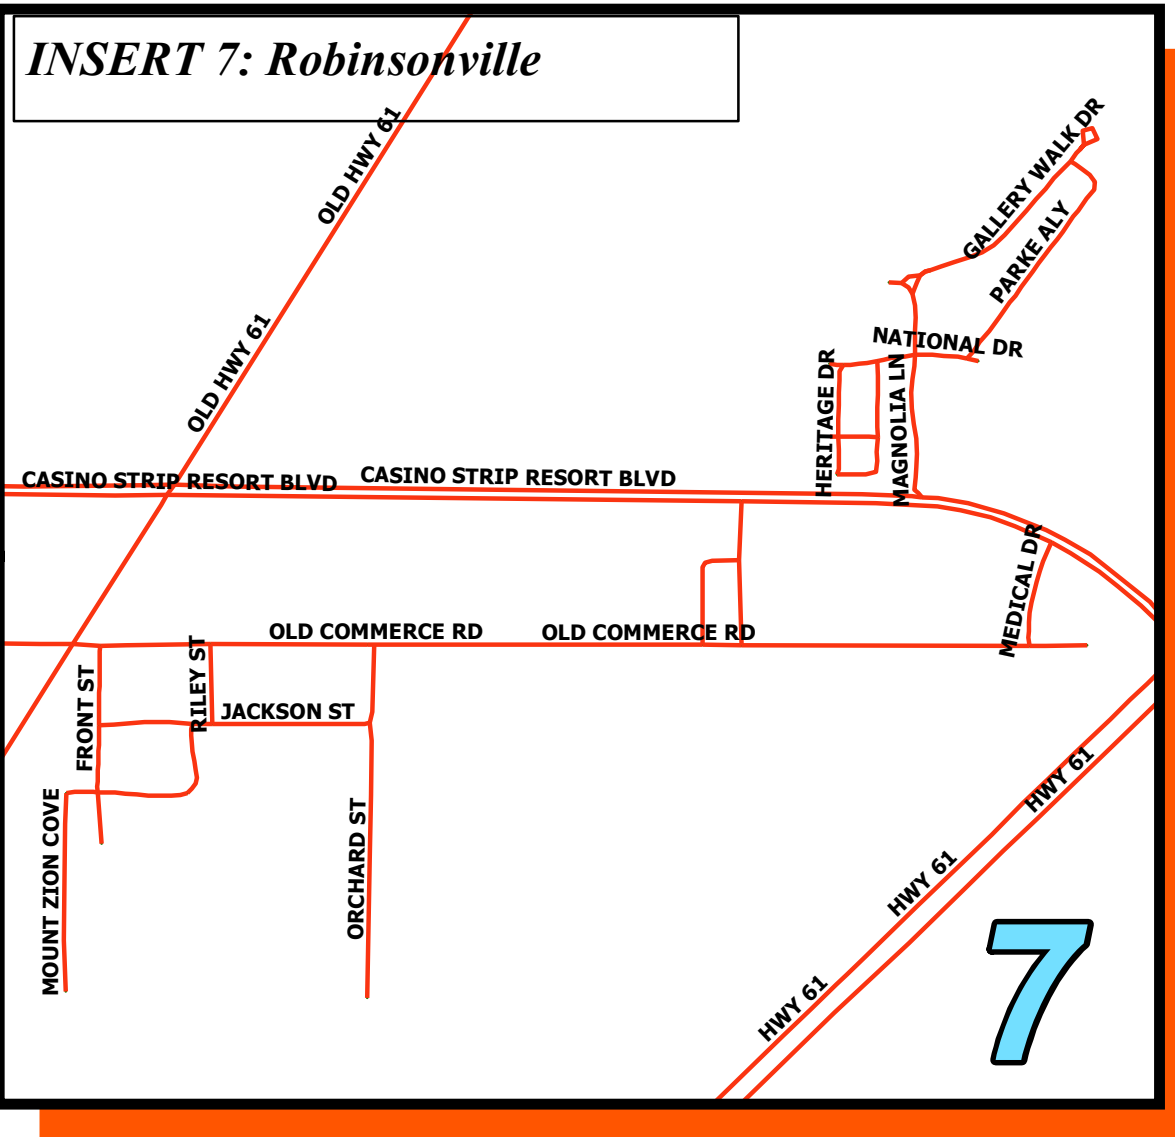 INSERT 7: Robinsonville
OLD HWY 61
GALLERY WALK DR
PARKE ALY
OLD HWY 61
NATIONAL DR
HERITAGE DR
MAGNOLIA LN
CASINO STRIP RESORT BLVD
CASINO STRIP RESORT BLVD
MEDICAL DR
OLD COMMERCE RD
OLD COMMERCE RD
RILEY ST
FRONT ST
JACKSON ST
MOUNT ZION COVE
ORCHARD ST
HWY 61
HWY 61
HWY 61
7